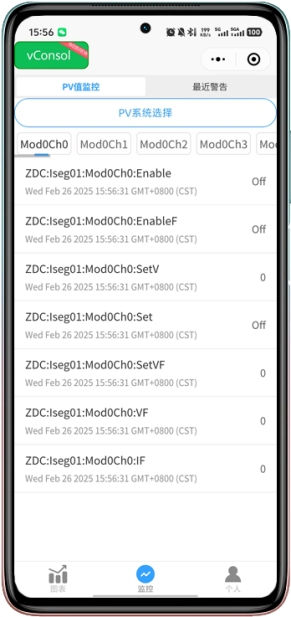 15:56
5G 5GA 100
vConsol
PV值监控 最近警告
PV系统选择
Mod0Ch0 Mod0Ch1 Mod0Ch2 Mod0Ch3 Mo
ZDC:Iseg01:Mod0Ch0:Enable
Off
Wed Feb 26 2025 15:56:31 GMT+0800 (CST)
ZDC:Iseg01:Mod0Ch0:EnableF
Off
Wed Feb 26 2025 15:56:31 GMT+0800 (CST)
ZDC:Iseg01:Mod0Ch0:SetV
0
Wed Feb 26 2025 15:56:31 GMT+0800 (CST)
ZDC:Iseg01:Mod0Ch0:Set
Off
Wed Feb 26 2025 15:56:31 GMT+0800 (CST)
ZDC:Iseg01:Mod0Ch0:SetVF
0
Wed Feb 26 2025 15:56:31 GMT+0800 (CST)
ZDC:Iseg01:Mod0Ch0:VF
0
Wed Feb 26 2025 15:56:31 GMT+0800 (CST)
ZDC:Iseg01:Mod0Ch0:IF
0
Wed Feb 26 2025 15:56:31 GMT+0800 (CST)
图表 监控 个人